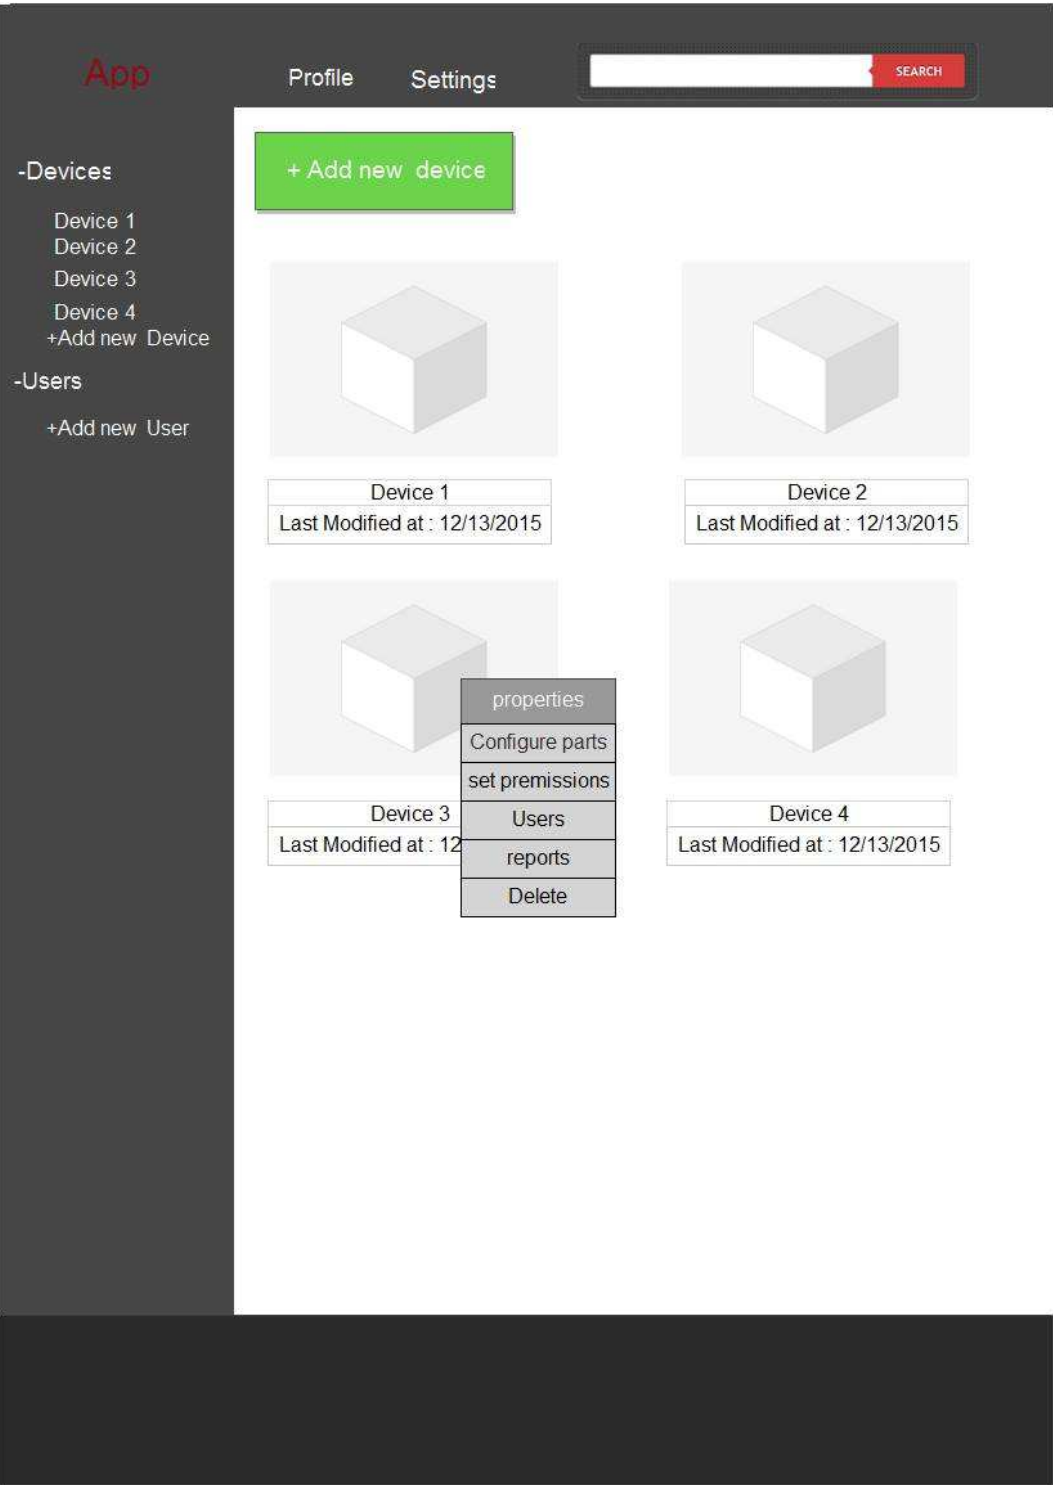 App
Profile
Settings
SEARCH
-Devices
Device 1
Device 2
Device 3
Device 4
+Add new Device
-Users
+Add new User
+ Add new device
Device 1
Last Modified at : 12/13/2015
Device 2
Last Modified at : 12/13/2015
Device 3
Last Modified at : 12
properties
Configure parts
set premissions
Users
reports
Delete
Device 4
Last Modified at : 12/13/2015